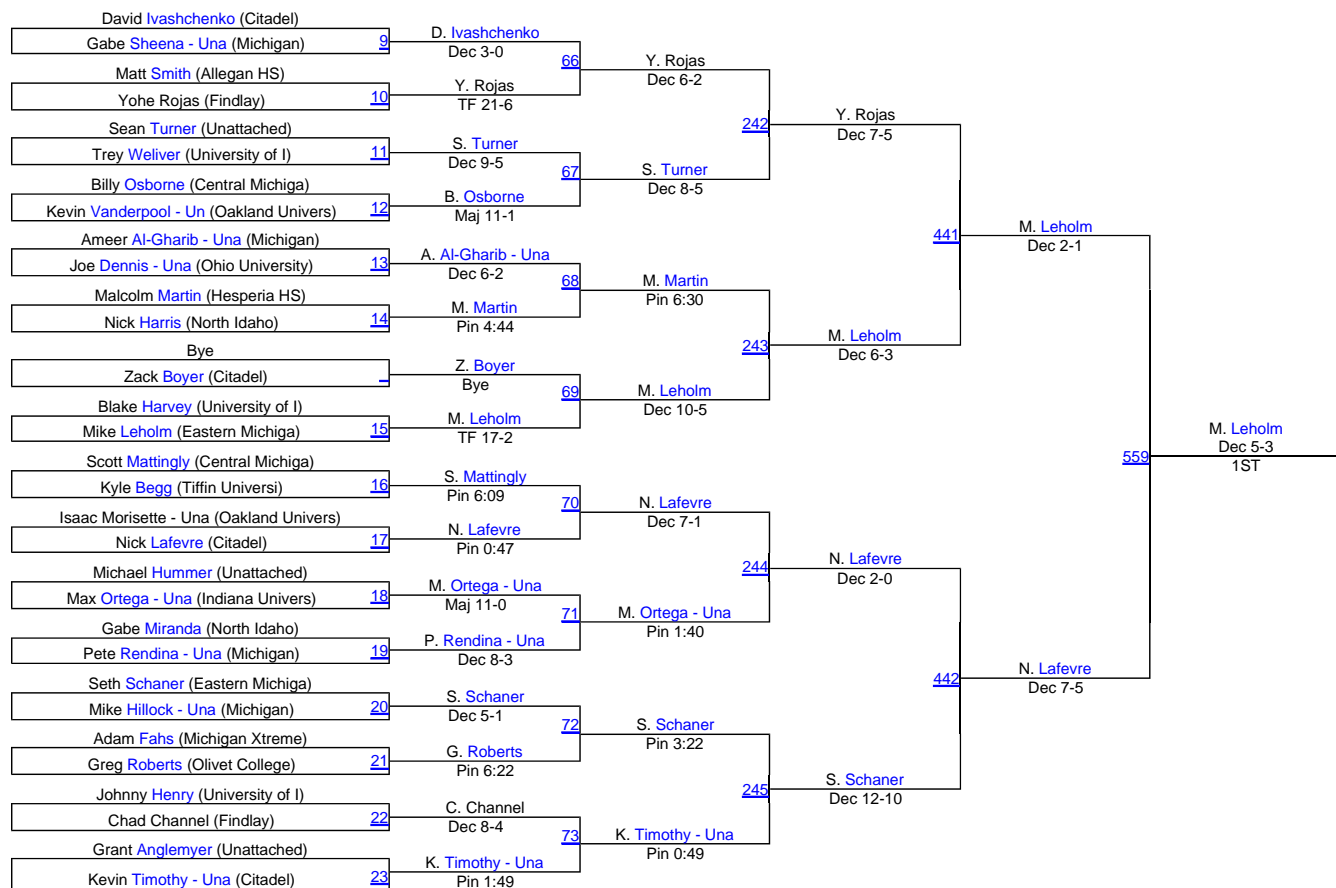 David Ivashchenko (Citadel)
Gabe Sheena - Una (Michigan)
9
Matt Smith (Allegan HS)
Yohe Rojas (Findlay)
10
Sean Turner (Unattached)
Trey Weliver (University of I)
11
Billy Osborne (Central Michiga)
Kevin Vanderpool - Un (Oakland Univers)
12
Ameer Al-Gharib - Una (Michigan)
Joe Dennis - Una (Ohio University)
13
Malcolm Martin (Hesperia HS)
Nick Harris (North Idaho)
14
Bye
Zack Boyer (Citadel)
Blake Harvey (University of I)
Mike Leholm (Eastern Michiga)
15
Scott Mattingly (Central Michiga)
Kyle Begg (Tiffin Universi)
16
Isaac Morisette - Una (Oakland Univers)
Nick Lafevre (Citadel)
17
Michael Hummer (Unattached)
Max Ortega - Una (Indiana Univers)
18
Gabe Miranda (North Idaho)
Pete Rendina - Una (Michigan)
19
Seth Schaner (Eastern Michiga)
Mike Hillock - Una (Michigan)
20
Adam Fahs (Michigan Xtreme)
Greg Roberts (Olivet College)
21
Johnny Henry (University of I)
Chad Channel (Findlay)
22
Grant Anglemyer (Unattached)
Kevin Timothy - Una (Citadel)
23
D. Ivashchenko
Dec 3-0
66
Y. Rojas
TF 21-6
S. Turner
Dec 9-5
67
B. Osborne
Maj 11-1
A. Al-Gharib - Una
Dec 6-2
68
M. Martin
Pin 4:44
Z. Boyer
Bye
69
M. Leholm
TF 17-2
S. Mattingly
Pin 6:09
70
N. Lafevre
Pin 0:47
M. Ortega - Una
Maj 11-0
71
P. Rendina - Una
Dec 8-3
S. Schaner
Dec 5-1
72
G. Roberts
Pin 6:22
C. Channel
Dec 8-4
73
K. Timothy - Una
Pin 1:49
Y. Rojas
Dec 6-2
242
S. Turner
Dec 8-5
M. Martin
Pin 6:30
243
M. Leholm
Dec 10-5
N. Lafevre
Dec 7-1
244
M. Ortega - Una
Pin 1:40
S. Schaner
Pin 3:22
245
K. Timothy - Una
Pin 0:49
Y. Rojas
Dec 7-5
441
M. Leholm
Dec 6-3
N. Lafevre
Dec 2-0
442
S. Schaner
Dec 12-10
M. Leholm
Dec 2-1
559
N. Lafevre
Dec 7-5
M. Leholm
Dec 5-3
1ST